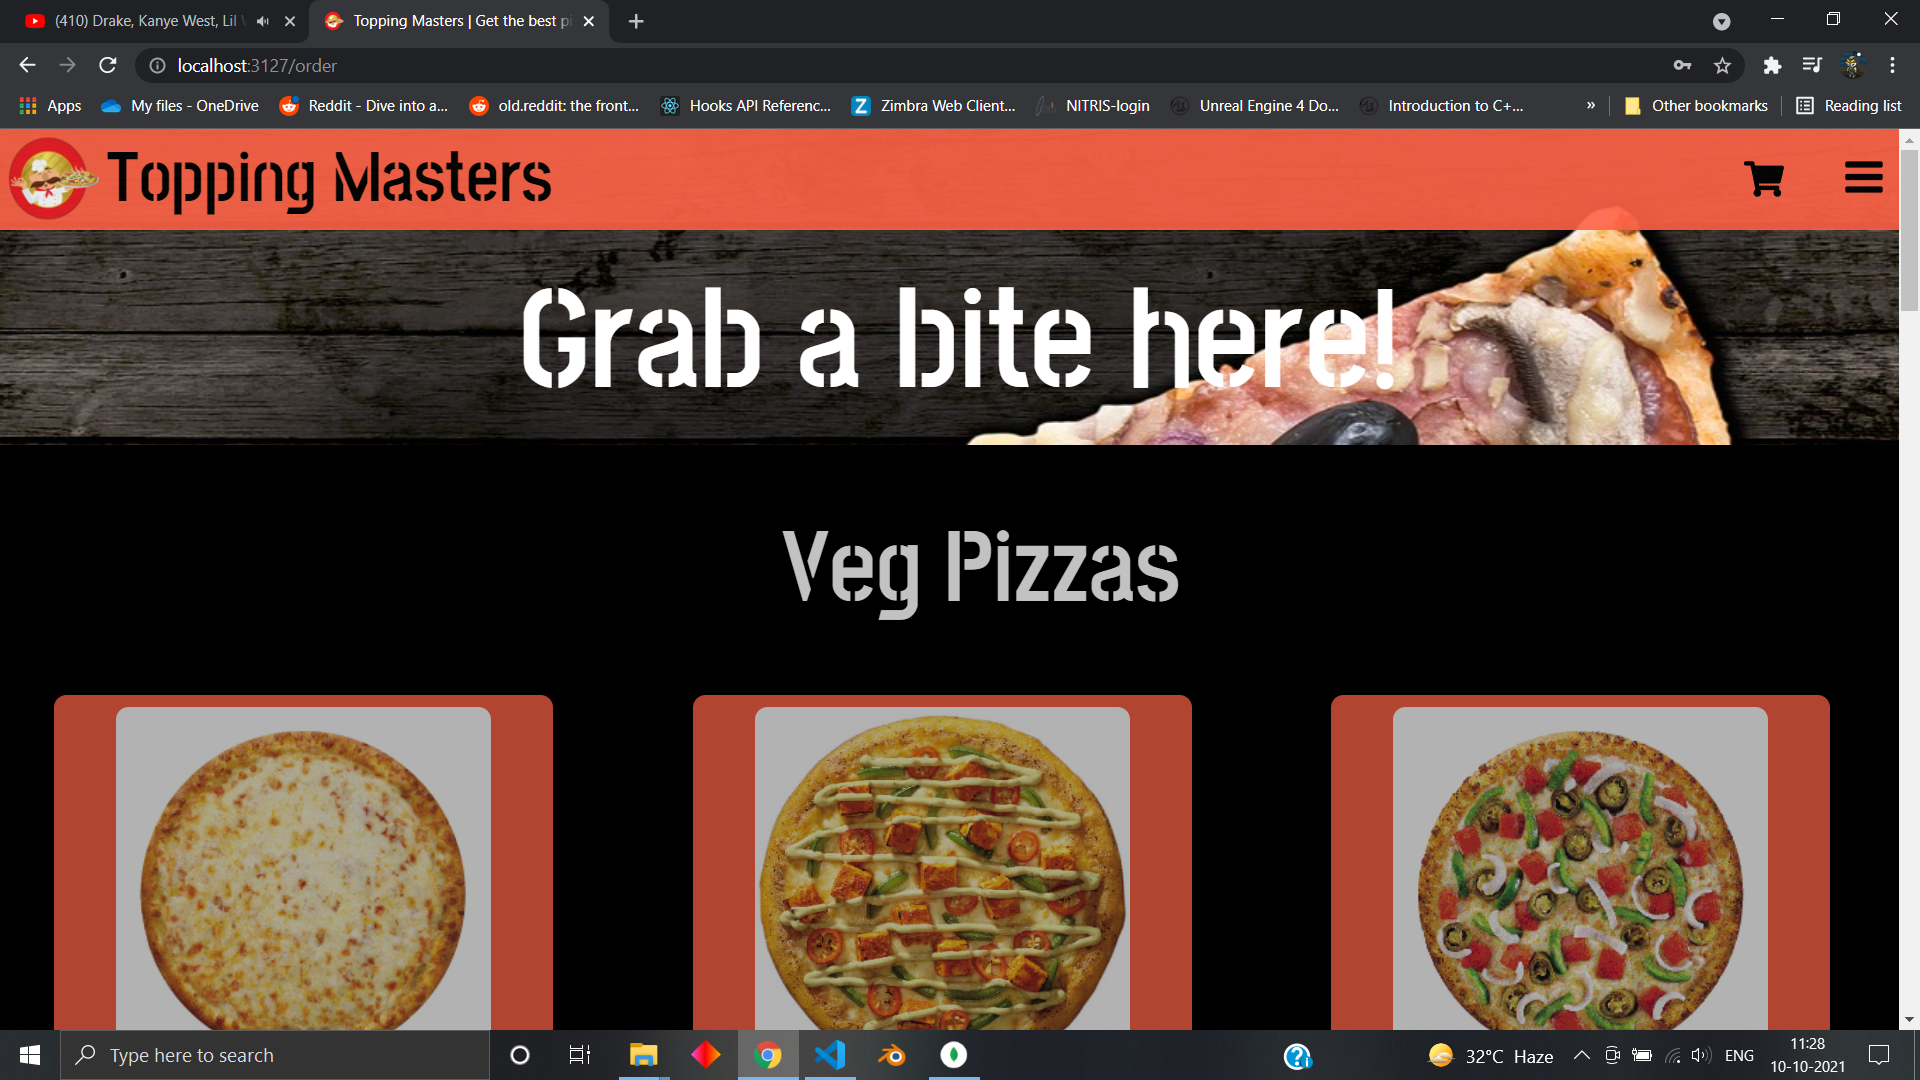 (410) Drake, Kanye West, Lil
Topping Masters | Get the best pi
localhost:3127/order
Apps
My files - OneDrive
Reddit - Dive into a...
old.reddit: the front...
Hooks API Referenc...
Zimbra Web Client...
NITRIS-login
Unreal Engine 4 Do...
Introduction to C+...
»
Other bookmarks
Reading list
Topping Masters
Grab a bite here!
Veg Pizzas
Type here to search
32°C Haze
ENG
11:28
10-10-2021